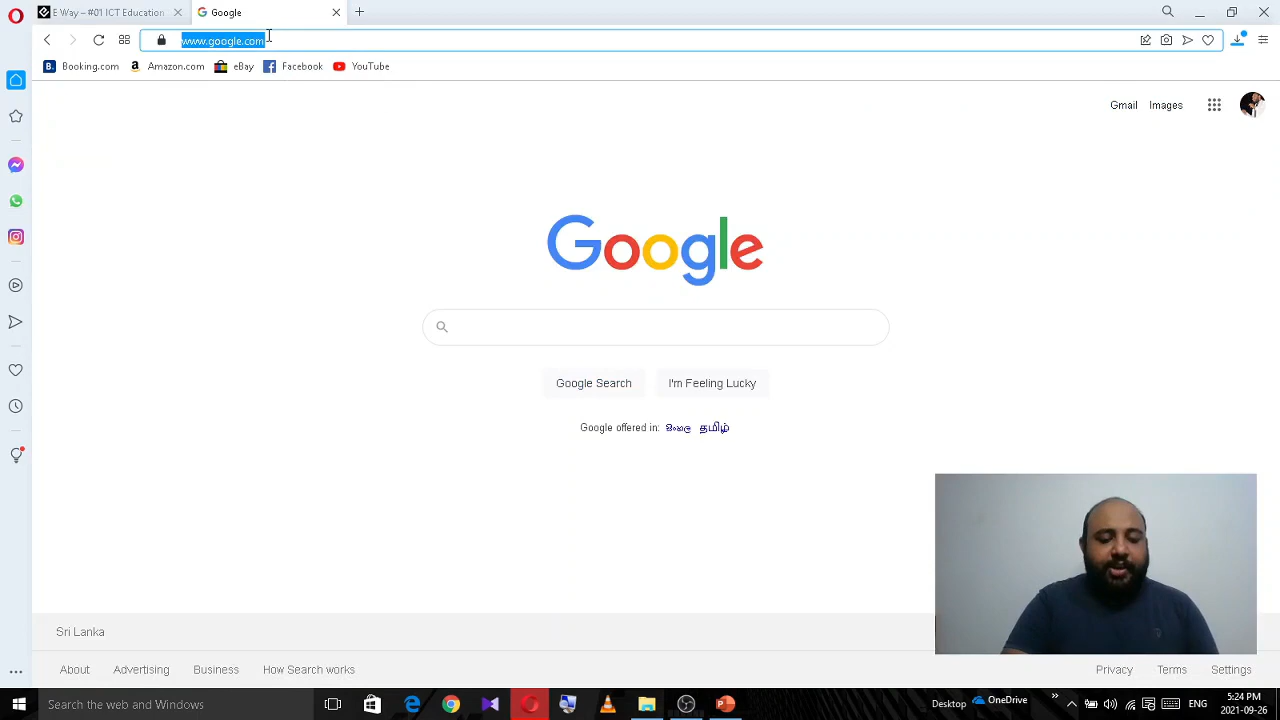 E Way – #01 ICT Education
Google
www.google.com
Booking.com
Amazon.com
eBay
Facebook
YouTube
Gmail
Images
Google
Google Search
I'm Feeling Lucky
Google offered in: සිංහල தமிழ்
Sri Lanka
About
Advertising
Business
How Search works
Privacy
Terms
Settings
Search the web and Windows
Desktop
OneDrive
ENG
5:24 PM
2021-09-26